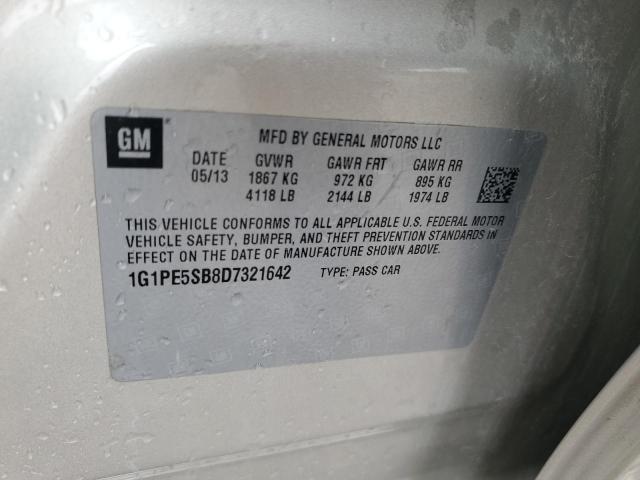 GM
MFD BY GENERAL MOTORS LLC
DATE GVWR GAWR FRT GAWR RR
05/13 1867 KG 972 KG 895 KG
4118 LB 2144 LB 1974 LB
THIS VEHICLE CONFORMS TO ALL APPLICABLE U.S. FEDERAL MOTOR
VEHICLE SAFETY, BUMPER, AND THEFT PREVENTION STANDARDS IN
EFFECT ON THE DATE OF MANUFACTURE SHOWN ABOVE.
1G1PE5SB8D7321642 TYPE: PASS CAR